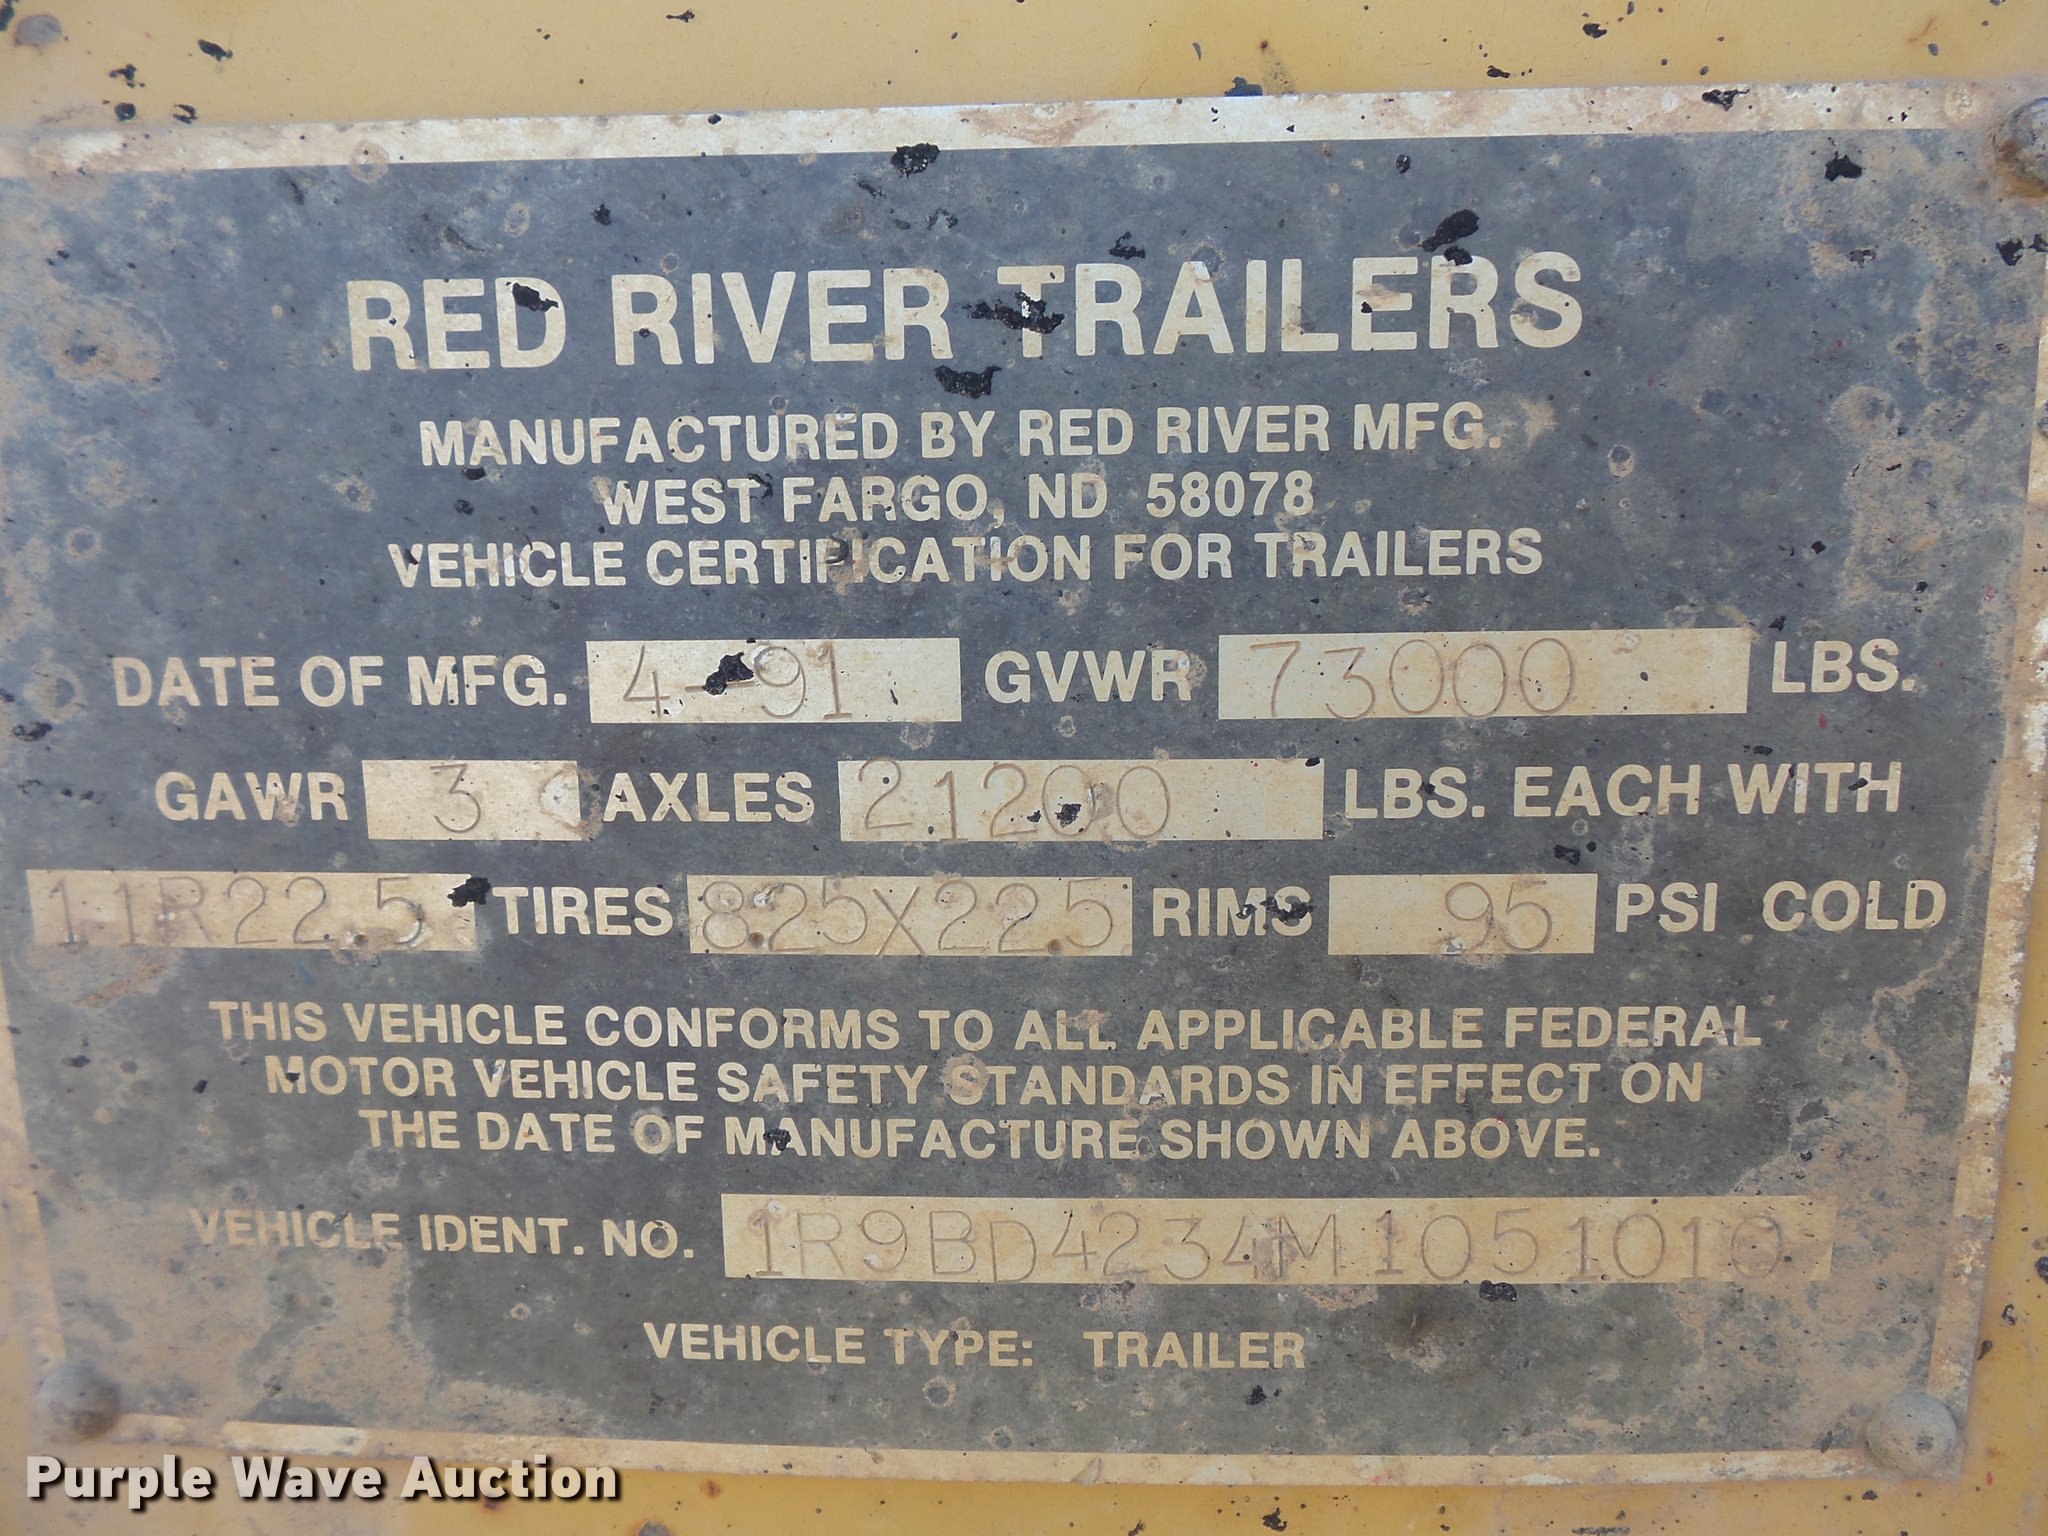 RED RIVER TRAILERS
MANUFACTURED BY RED RIVER MFG.
WEST FARGO, ND 58078
VEHICLE CERTIFICATION FOR TRAILERS
DATE OF MFG. 4-91 GVWR 73000 LBS.
GAWR 3 AXLES 21200 LBS. EACH WITH
11R22.5 TIRES 8.25X22.5 RIMS 95 PSI COLD
THIS VEHICLE CONFORMS TO ALL APPLICABLE FEDERAL
MOTOR VEHICLE SAFETY STANDARDS IN EFFECT ON
THE DATE OF MANUFACTURE SHOWN ABOVE.
VEHICLE IDENT. NO. 1R9BD4234M1051010
VEHICLE TYPE: TRAILER
Purple Wave Auction